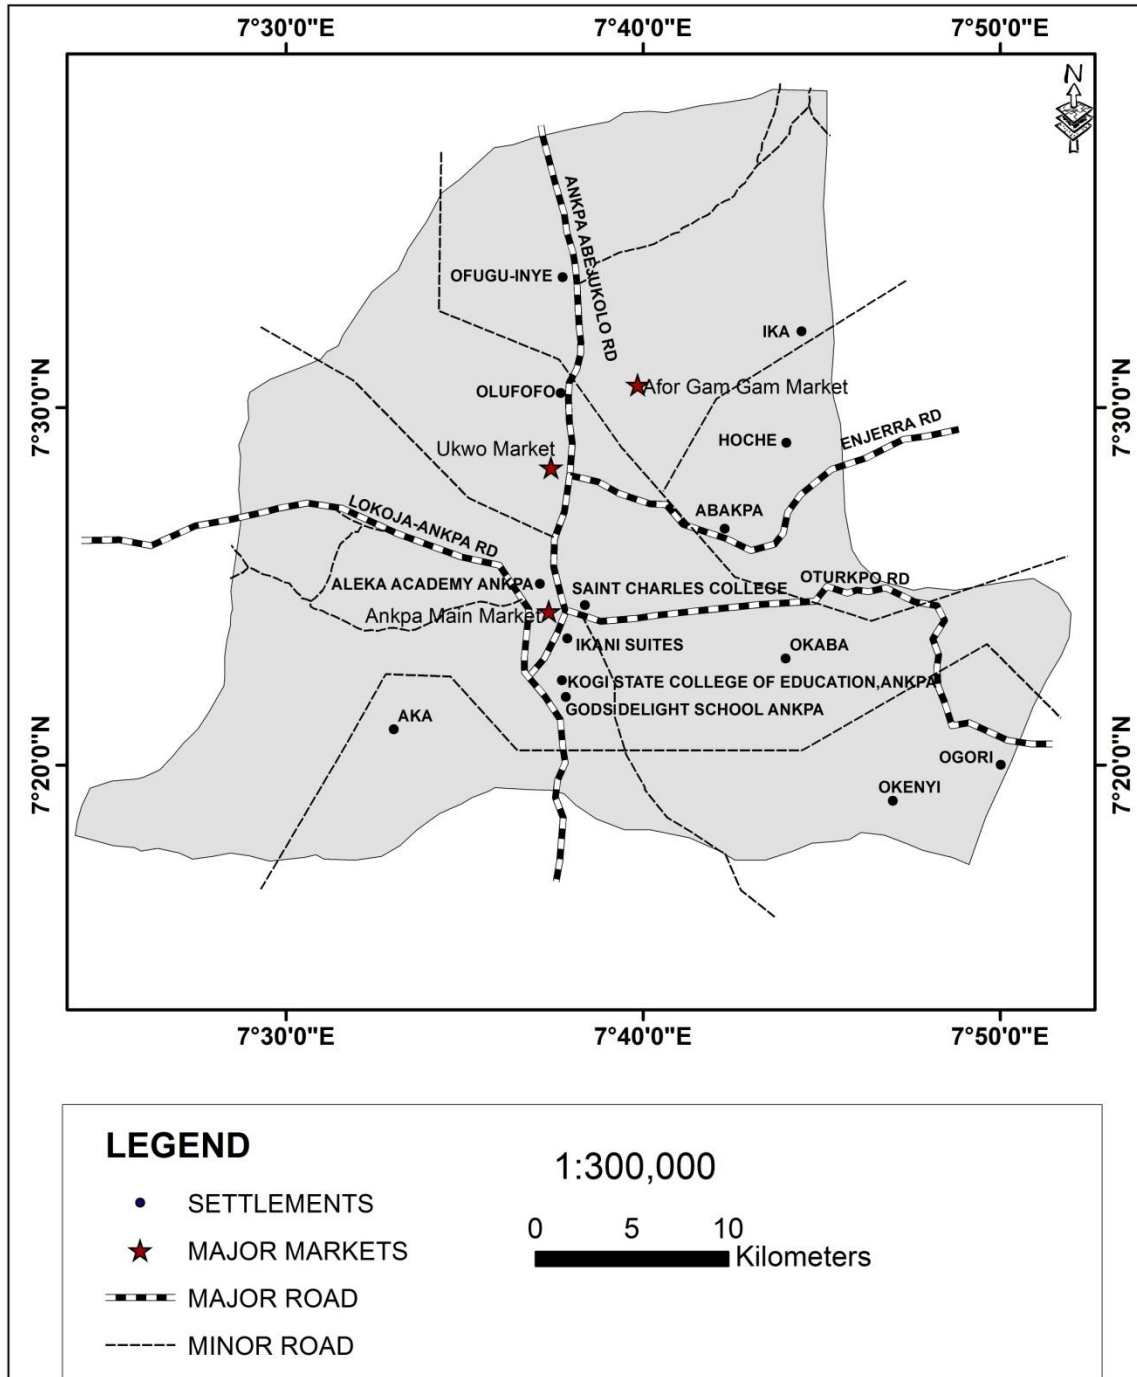 7°30'0"E 7°40'0"E 7°50'0"E
N
ANKPA ABEJUKOLO RD
OFUGU-INYE
IKA
Afor Gam Gam Market
OLUFOFO
7°30'0"N
7°30'0"N
HOCHE
ENJERRA RD
Ukwo Market
LOKOJA-ANKPA RD
ABAKPA
OTURKPO RD
ALEKA ACADEMY ANKPA
SAINT CHARLES COLLEGE
Ankpa Main Market
IKANI SUITES
OKABA
KOGI STATE COLLEGE OF EDUCATION,ANKPA
GODSIDELIGHT SCHOOL ANKPA
AKA
OGORI
7°20'0"N
7°20'0"N
OKENYI
7°30'0"E 7°40'0"E 7°50'0"E
LEGEND
SETTLEMENTS
MAJOR MARKETS
MAJOR ROAD
MINOR ROAD
1:300,000
0 5 10
Kilometers